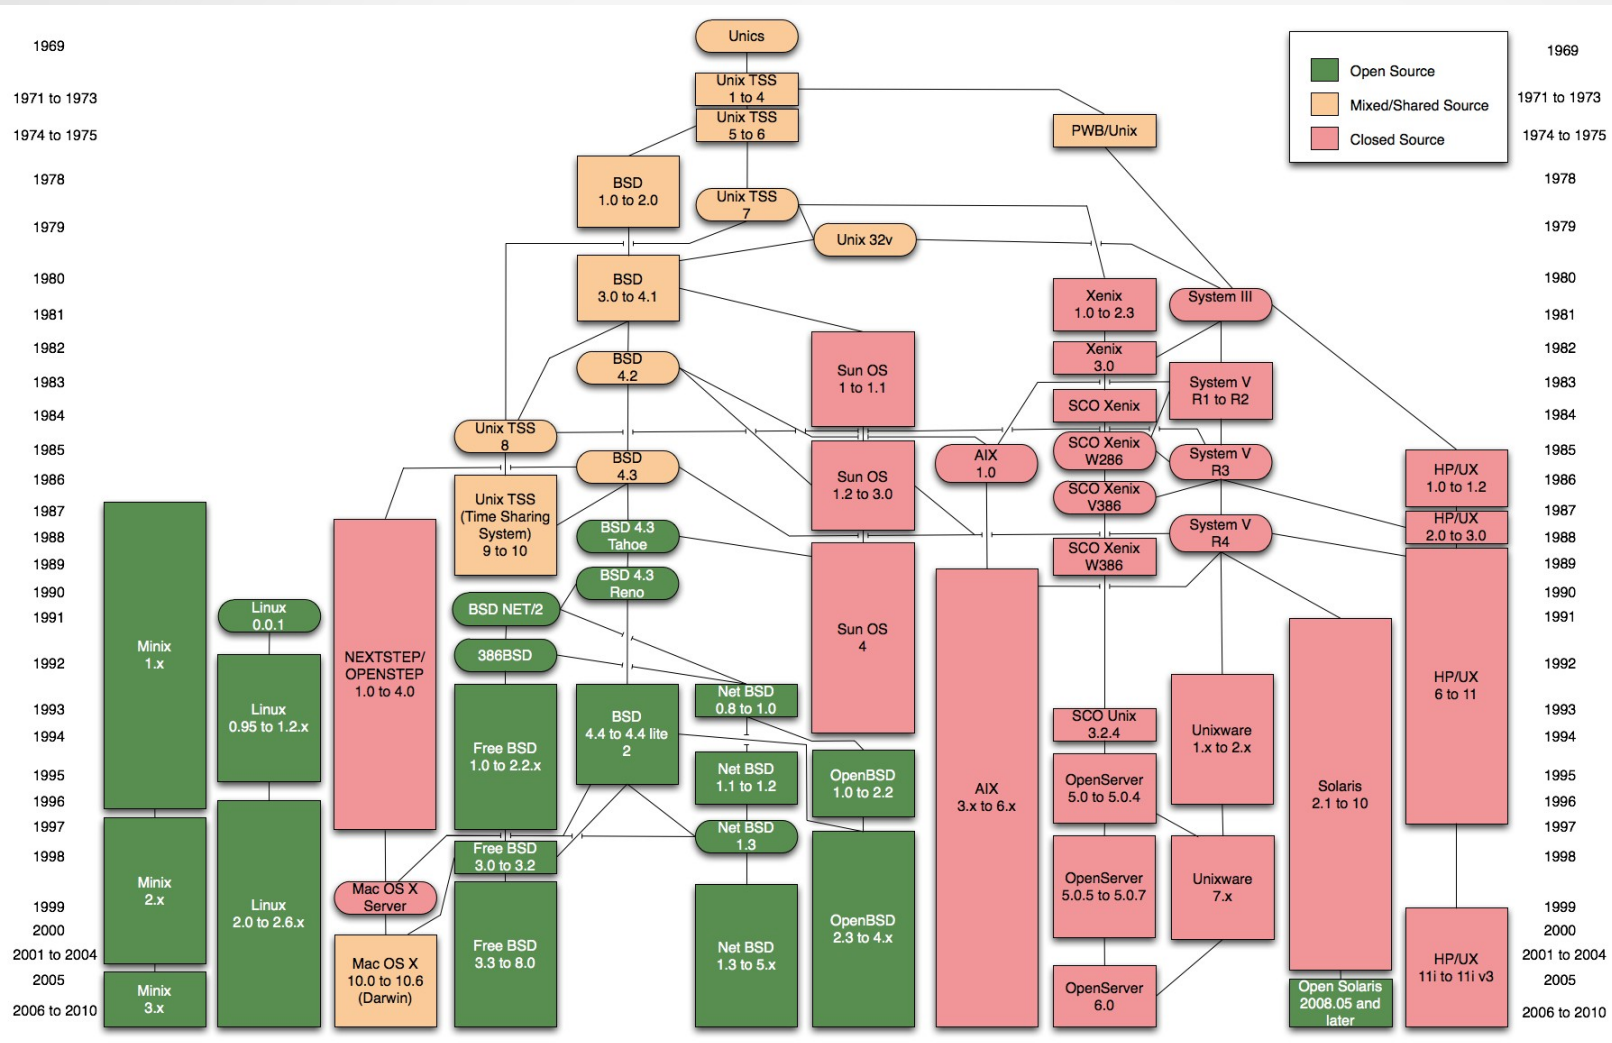 Unics
1969
1969
Open Source
Mixed/Shared Source
Closed Source
Unix TSS
1 to 4
1971 to 1973
1971 to 1973
Unix TSS
5 to 6
PWB/Unix
1974 to 1975
1974 to 1975
BSD
1.0 to 2.0
1978
1978
Unix TSS
7
1979
1979
Unix 32v
BSD
3.0 to 4.1
1980
1980
Xenix
1.0 to 2.3
System III
1981
1981
1982
1982
Xenix
3.0
BSD
4.2
Sun OS
1 to 1.1
1983
1983
System V
R1 to R2
SCO Xenix
1984
1984
Unix TSS
8
SCO Xenix
W286
1985
1985
AIX
1.0
System V
R3
BSD
4.3
HP/UX
1.0 to 1.2
1986
1986
Sun OS
1.2 to 3.0
SCO Xenix
V386
Unix TSS
(Time Sharing
System)
9 to 10
1987
1987
HP/UX
2.0 to 3.0
BSD 4.3
Tahoe
System V
R4
1988
1988
SCO Xenix
W386
1989
1989
BSD 4.3
Reno
1990
1990
BSD NET/2
Linux
0.0.1
1991
1991
Minix
1.x
Sun OS
4
386BSD
NEXTSTEP/
OPENSTEP
1.0 to 4.0
1992
1992
HP/UX
6 to 11
Net BSD
0.8 to 1.0
Linux
0.95 to 1.2.x
1993
1993
BSD
4.4 to 4.4 lite
2
SCO Unix
3.2.4
1994
1994
Unixware
1.x to 2.x
Free BSD
1.0 to 2.2.x
Net BSD
1.1 to 1.2
OpenBSD
1.0 to 2.2
1995
1995
OpenServer
5.0 to 5.0.4
AIX
3.x to 6.x
Solaris
2.1 to 10
1996
1996
1997
1997
Net BSD
1.3
Free BSD
3.0 to 3.2
1998
1998
Minix
2.x
OpenServer
5.0.5 to 5.0.7
Unixware
7.x
Mac OS X
Server
Linux
2.0 to 2.6.x
1999
1999
OpenBSD
2.3 to 4.x
2000
2000
Free BSD
3.3 to 8.0
Net BSD
1.3 to 5.x
2001 to 2004
2001 to 2004
Mac OS X
10.0 to 10.6
(Darwin)
HP/UX
11i to 11i v3
2005
2005
Minix
3.x
OpenServer
6.0
Open Solaris
2008.05 and
later
2006 to 2010
2006 to 2010